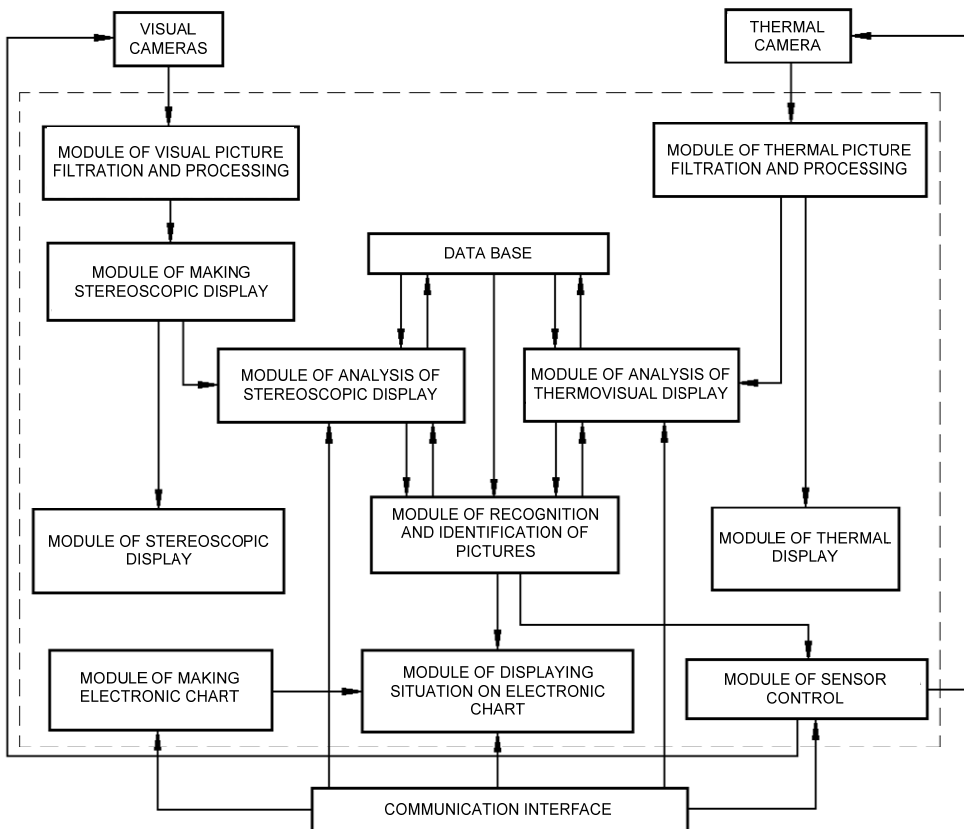 VISUAL
CAMERAS
THERMAL
CAMERA
MODULE OF VISUAL PICTURE
FILTRATION AND PROCESSING
MODULE OF THERMAL PICTURE
FILTRATION AND PROCESSING
MODULE OF MAKING
STEREOSCOPIC DISPLAY
DATA BASE
MODULE OF ANALYSIS OF
STEREOSCOPIC DISPLAY
MODULE OF ANALYSIS OF
THERMOVISUAL DISPLAY
MODULE OF STEREOSCOPIC
DISPLAY
MODULE OF RECOGNITION
AND IDENTIFICATION OF
PICTURES
MODULE OF THERMAL
DISPLAY
MODULE OF MAKING
ELECTRONIC CHART
MODULE OF DISPLAYING
SITUATION ON ELECTRONIC
CHART
MODULE OF SENSOR
CONTROL
COMMUNICATION INTERFACE